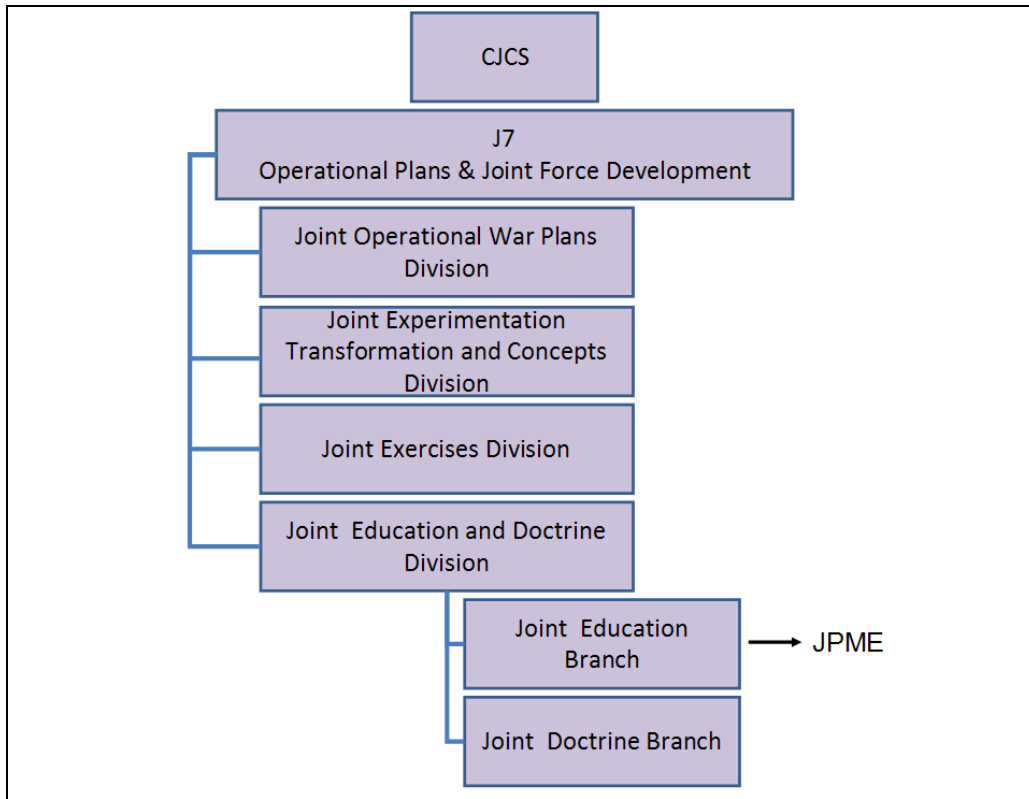 CJCS
J7
Operational Plans & Joint Force Development
Joint Operational War Plans
Division
Joint Experimentation
Transformation and Concepts
Division
Joint Exercises Division
Joint Education and Doctrine
Division
Joint Education
Branch
JPME
Joint Doctrine Branch